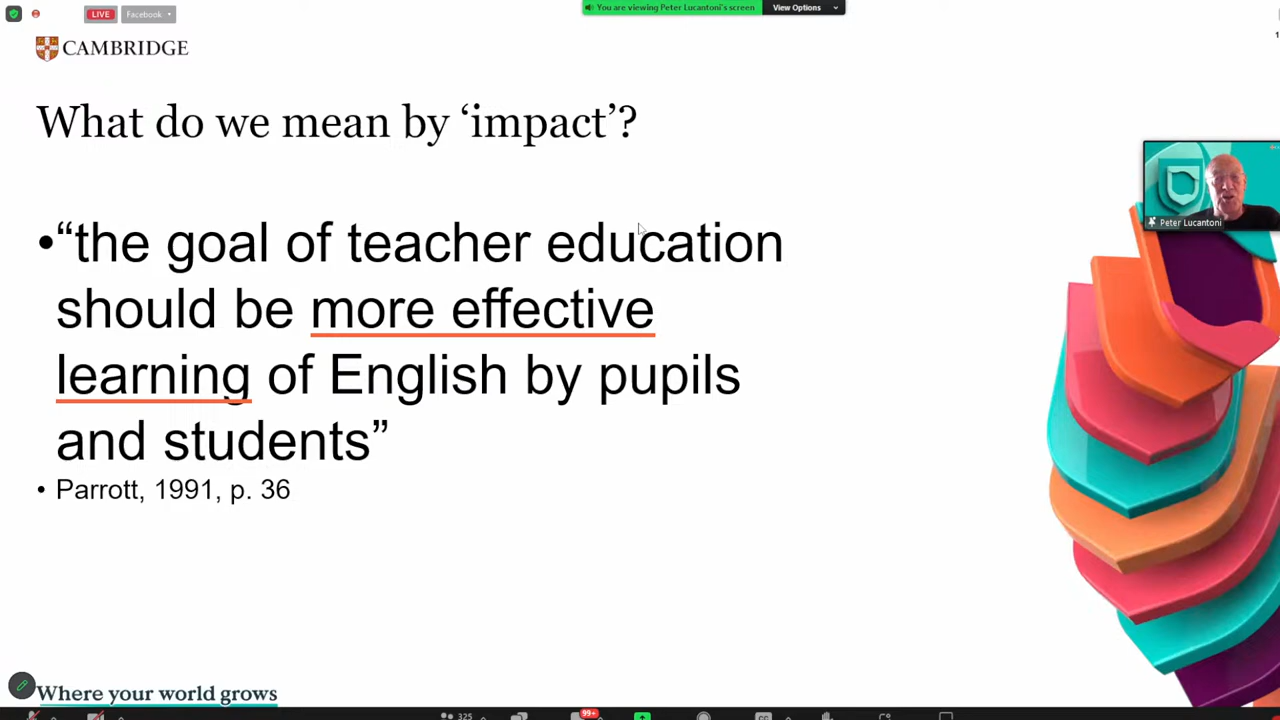 LIVE Facebook
You are viewing Peter Lucantoni's screen View Options
CAMBRIDGE
What do we mean by ‘impact’?
•“the goal of teacher education
should be more effective
learning of English by pupils
and students”
• Parrott, 1991, p. 36
Peter Lucantoni
Where your world grows
325
99+